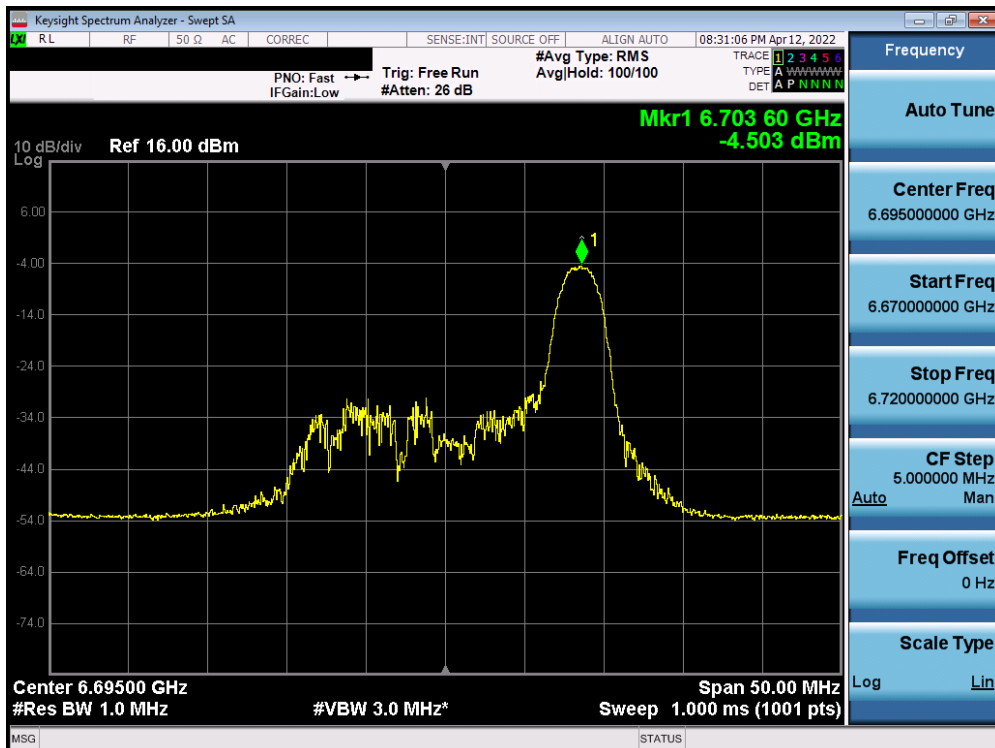 Keysight Spectrum Analyzer - Swept SA
LXI RL RF 50 Ω AC CORREC SENSE:INT SOURCE OFF ALIGN AUTO 08:31:06 PM Apr 12, 2022
#Avg Type: RMS TRACE 1 2 3 4 5 6
PNO: Fast Trig: Free Run Avg|Hold: 100/100 TYPE A WWWWW
IFGain:Low #Atten: 26 dB DET A P N N N N
Mkr1 6.703 60 GHz
-4.503 dBm
10 dB/div Ref 16.00 dBm
Log
1
6.00
-4.00
-14.0
-24.0
-34.0
-44.0
-54.0
-64.0
-74.0
Center 6.69500 GHz Span 50.00 MHz
#Res BW 1.0 MHz #VBW 3.0 MHz* Sweep 1.000 ms (1001 pts)
MSG STATUS
Frequency
Auto Tune
Center Freq
6.695000000 GHz
Start Freq
6.670000000 GHz
Stop Freq
6.720000000 GHz
CF Step
5.000000 MHz
Auto Man
Freq Offset
0 Hz
Scale Type
Log Lin